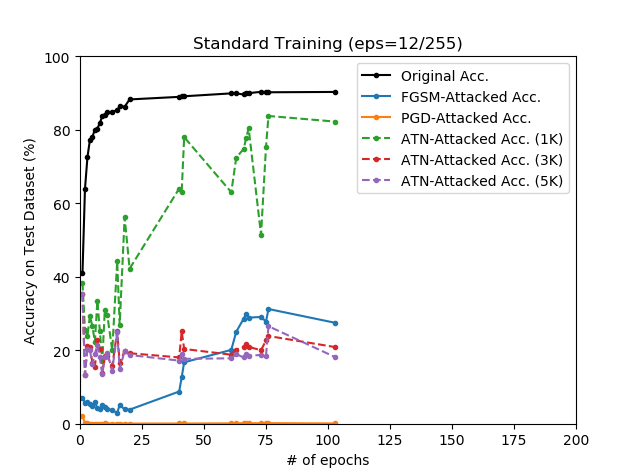 Standard Training (eps=12/255)
Original Acc.
FGSM-Attacked Acc.
PGD-Attacked Acc.
ATN-Attacked Acc. (1K)
ATN-Attacked Acc. (3K)
ATN-Attacked Acc. (5K)
Accuracy on Test Dataset (%)
100
80
60
40
20
0
0 25 50 75 100 125 150 175 200
# of epochs